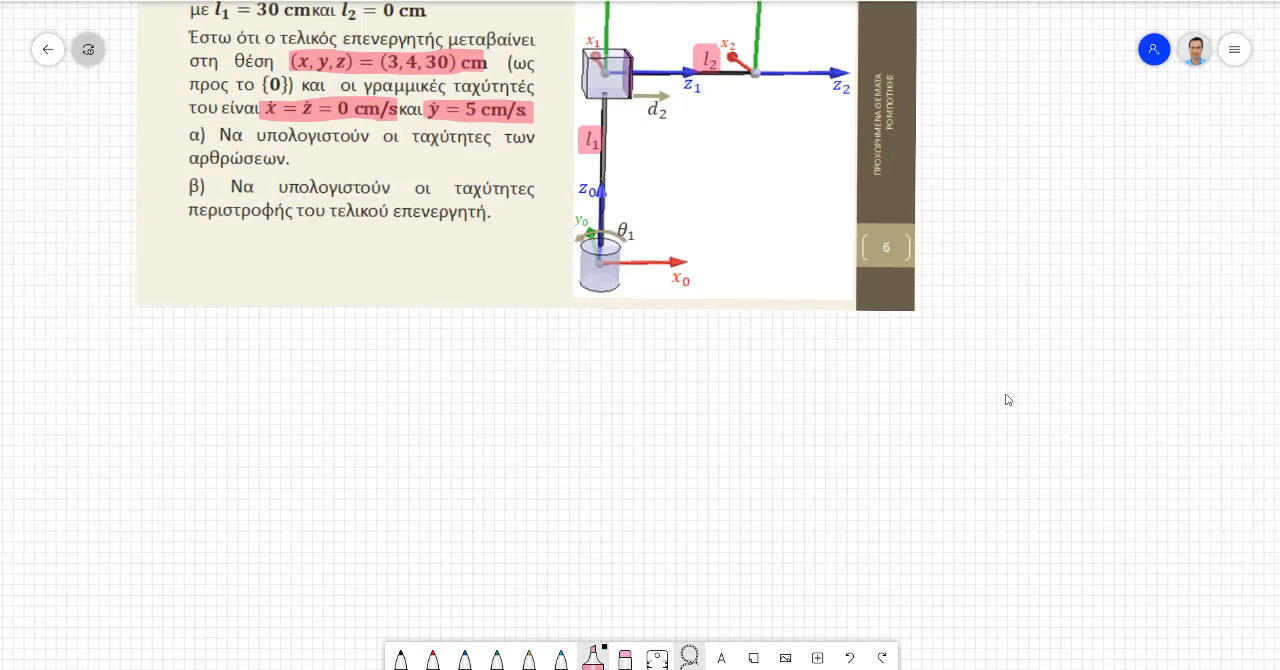 με l₁ = 30 cm και l₂ = 0 cm
Έστω ότι ο τελικός επενεργητής μεταβαίνει
στη θέση (x, y, z) = (3, 4, 30) cm (ως
προς το {0}) και οι γραμμικές ταχύτητές
του είναι ẋ = ż = 0 cm/s και ẏ = 5 cm/s
α) Να υπολογιστούν οι ταχύτητες των
αρθρώσεων.
β) Να υπολογιστούν οι ταχύτητες
περιστροφής του τελικού επενεργητή.
x₁
l₂
x₂
z₁
z₂
d₂
l₁
z₀
y₀
θ₁
x₀
ΠΡΟΧΩΡΗΜΕΝΑ ΘΕΜΑΤΑ
ΡΟΜΠΟΤΙΚΗΣ
6
A